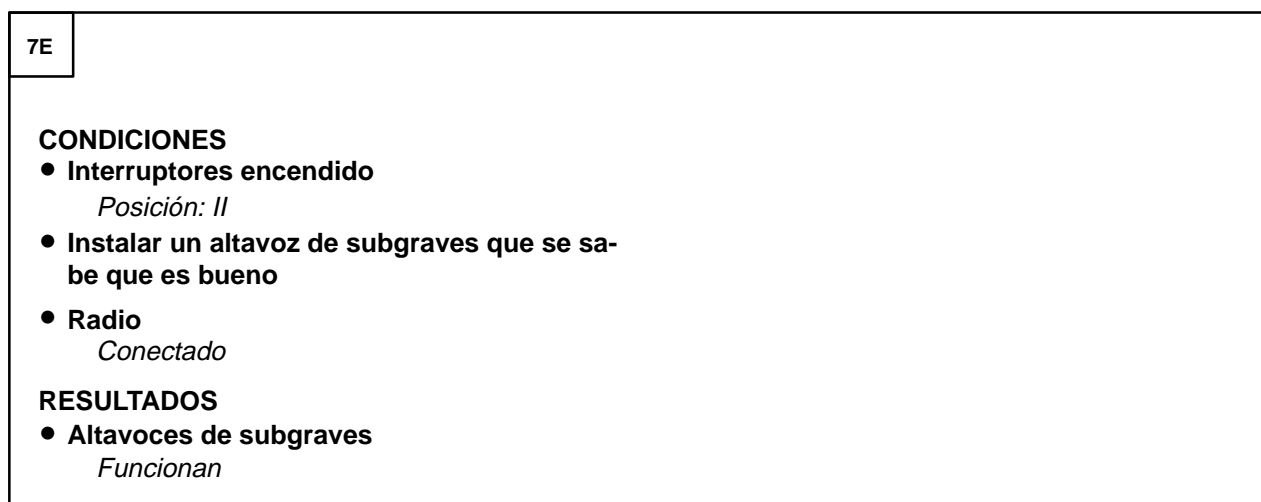 7E
CONDICIONES
● Interruptores encendido
Posición: II
● Instalar un altavoz de subgraves que se sa-
be que es bueno
● Radio
Conectado
RESULTADOS
● Altavoces de subgraves
Funcionan